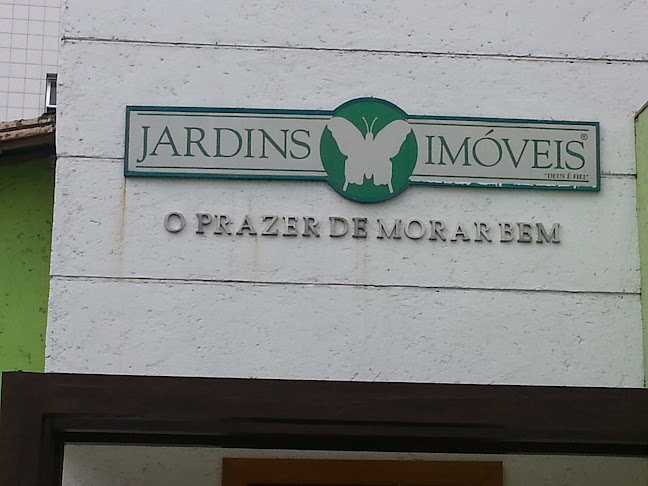 JARDINS IMÓVEIS®
"DEUS É FIEL"
O PRAZER DE MORAR BEM